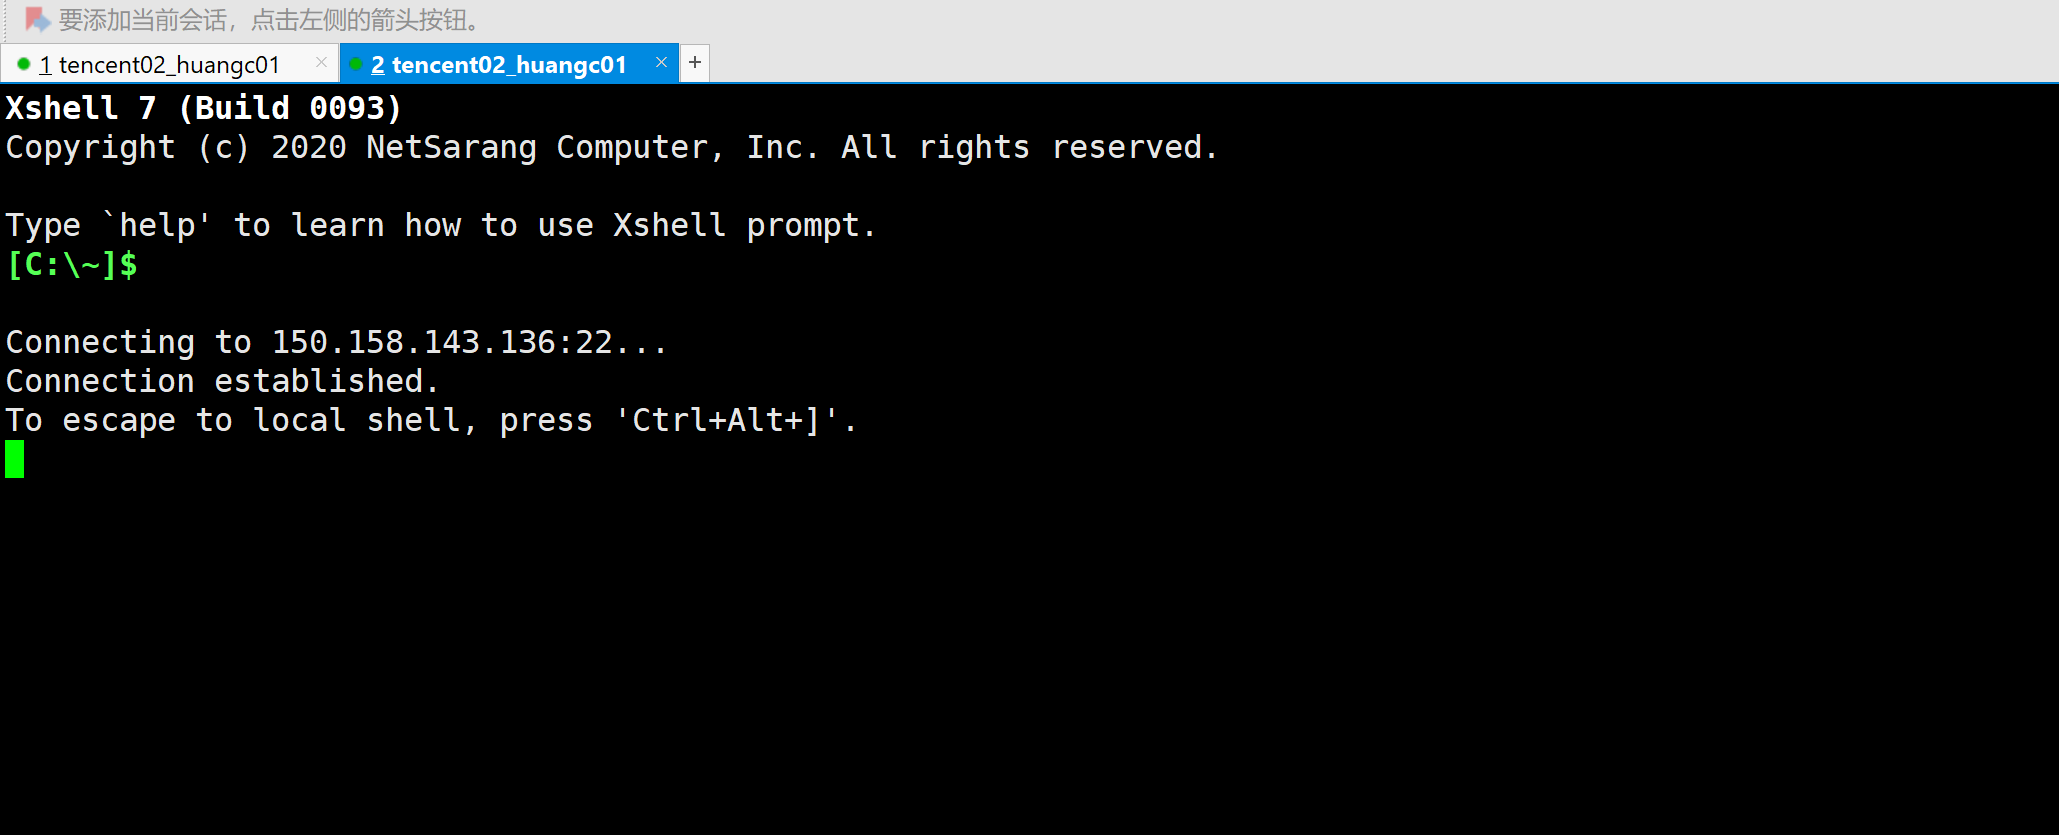 要添加当前会话，点击左侧的箭头按钮。
1 tencent02_huangc01 × 2 tencent02_huangc01 × +
Xshell 7 (Build 0093)
Copyright (c) 2020 NetSarang Computer, Inc. All rights reserved.
Type `help' to learn how to use Xshell prompt.
[C:\~]$
Connecting to 150.158.143.136:22...
Connection established.
To escape to local shell, press 'Ctrl+Alt+]'.